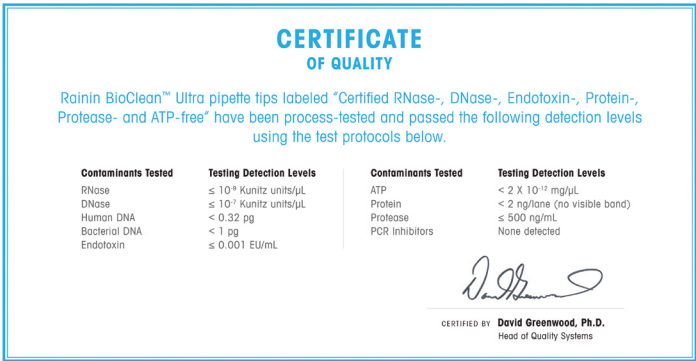 CERTIFICATE
OF QUALITY
Rainin BioClean™ Ultra pipette tips labeled “Certified RNase-, DNase-, Endotoxin-, Protein-,
Protease- and ATP-free” have been process-tested and passed the following detection levels
using the test protocols below.
Contaminants Tested Testing Detection Levels
RNase ≤ 10⁻⁹ Kunitz units/µL
DNase ≤ 10⁻⁷ Kunitz units/µL
Human DNA < 0.32 pg
Bacterial DNA < 1 pg
Endotoxin ≤ 0.001 EU/mL
Contaminants Tested Testing Detection Levels
ATP < 2 X 10⁻¹² mg/µL
Protein < 2 ng/lane (no visible band)
Protease ≤ 500 ng/mL
PCR Inhibitors None detected
CERTIFIED BY David Greenwood, Ph.D.
Head of Quality Systems